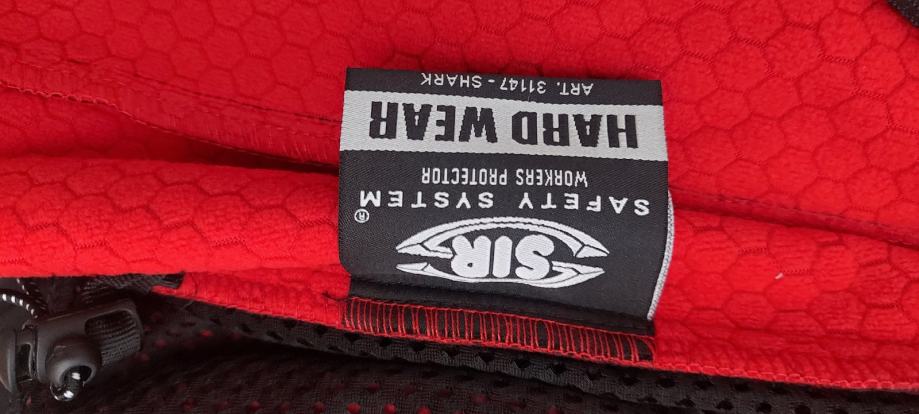 SIR
SAFETY SYSTEM®
WORKERS PROTECTOR
HARD WEAR
ART. 31147 - SHARK